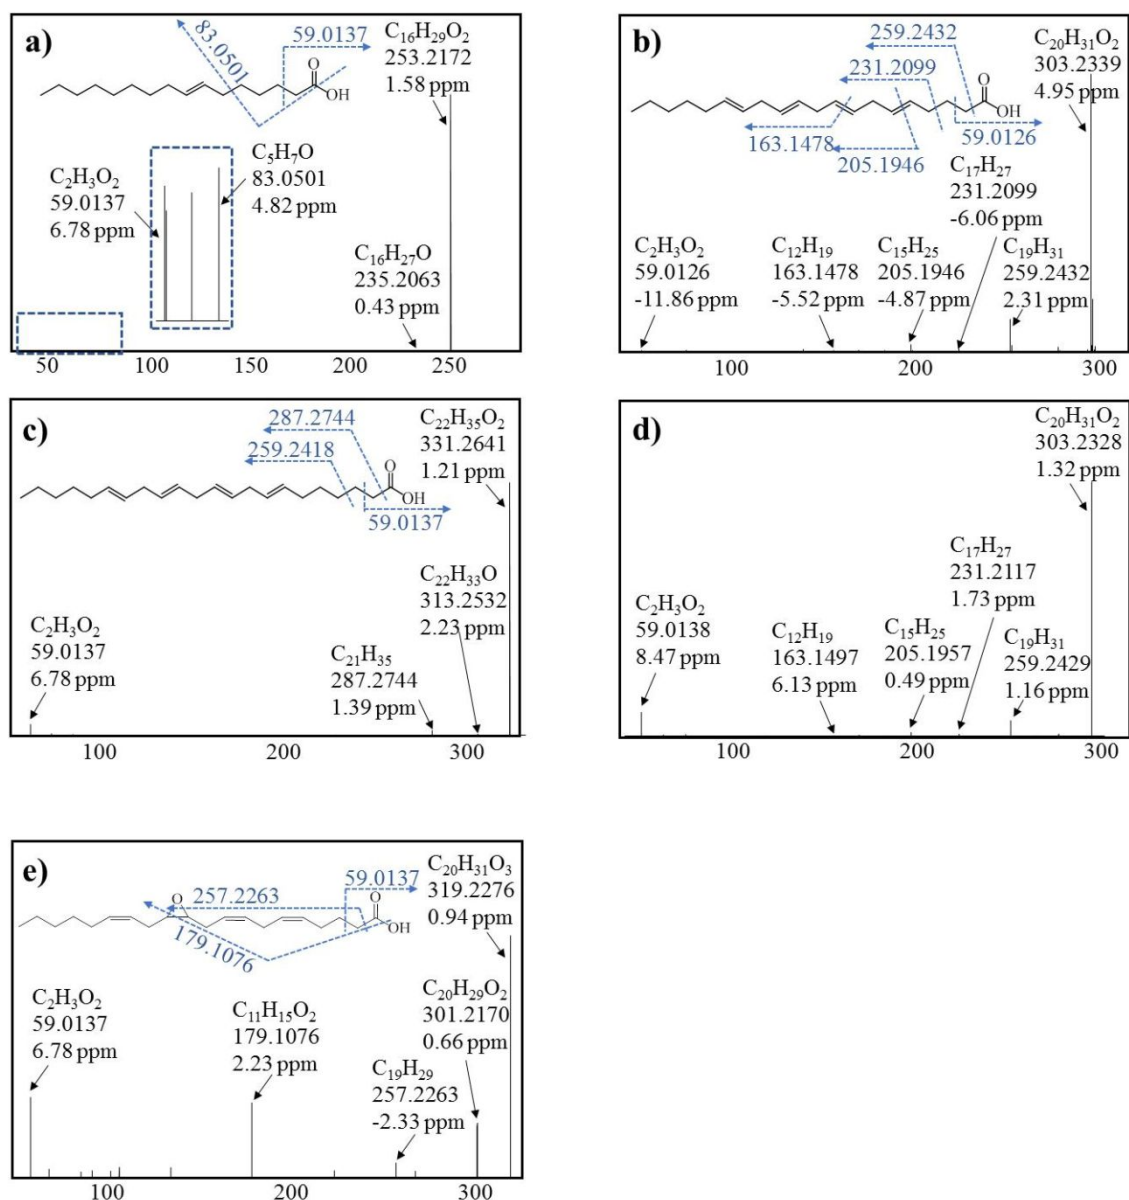 a)
83.0501
59.0137
C16H29O2
253.2172
1.58 ppm
O
OH
C5H7O
83.0501
4.82 ppm
C2H3O2
59.0137
6.78 ppm
C16H27O
235.2063
0.43 ppm
50 100 150 200 250
b)
259.2432
231.2099
C20H31O2
303.2339
4.95 ppm
O
OH
163.1478
205.1946
59.0126
C17H27
231.2099
-6.06 ppm
C2H3O2
59.0126
-11.86 ppm
C12H19
163.1478
-5.52 ppm
C15H25
205.1946
-4.87 ppm
C19H31
259.2432
2.31 ppm
100 200 300
c)
287.2744
259.2418
C22H35O2
331.2641
1.21 ppm
O
OH
59.0137
C22H33O
313.2532
2.23 ppm
C2H3O2
59.0137
6.78 ppm
C21H35
287.2744
1.39 ppm
100 200 300
d)
C20H31O2
303.2328
1.32 ppm
C17H27
231.2117
1.73 ppm
C2H3O2
59.0138
8.47 ppm
C12H19
163.1497
6.13 ppm
C15H25
205.1957
0.49 ppm
C19H31
259.2429
1.16 ppm
100 200 300
e)
257.2263
59.0137
C20H31O3
319.2276
0.94 ppm
O
O
OH
179.1076
C20H29O2
301.2170
0.66 ppm
C2H3O2
59.0137
6.78 ppm
C11H15O2
179.1076
2.23 ppm
C19H29
257.2263
-2.33 ppm
100 200 300